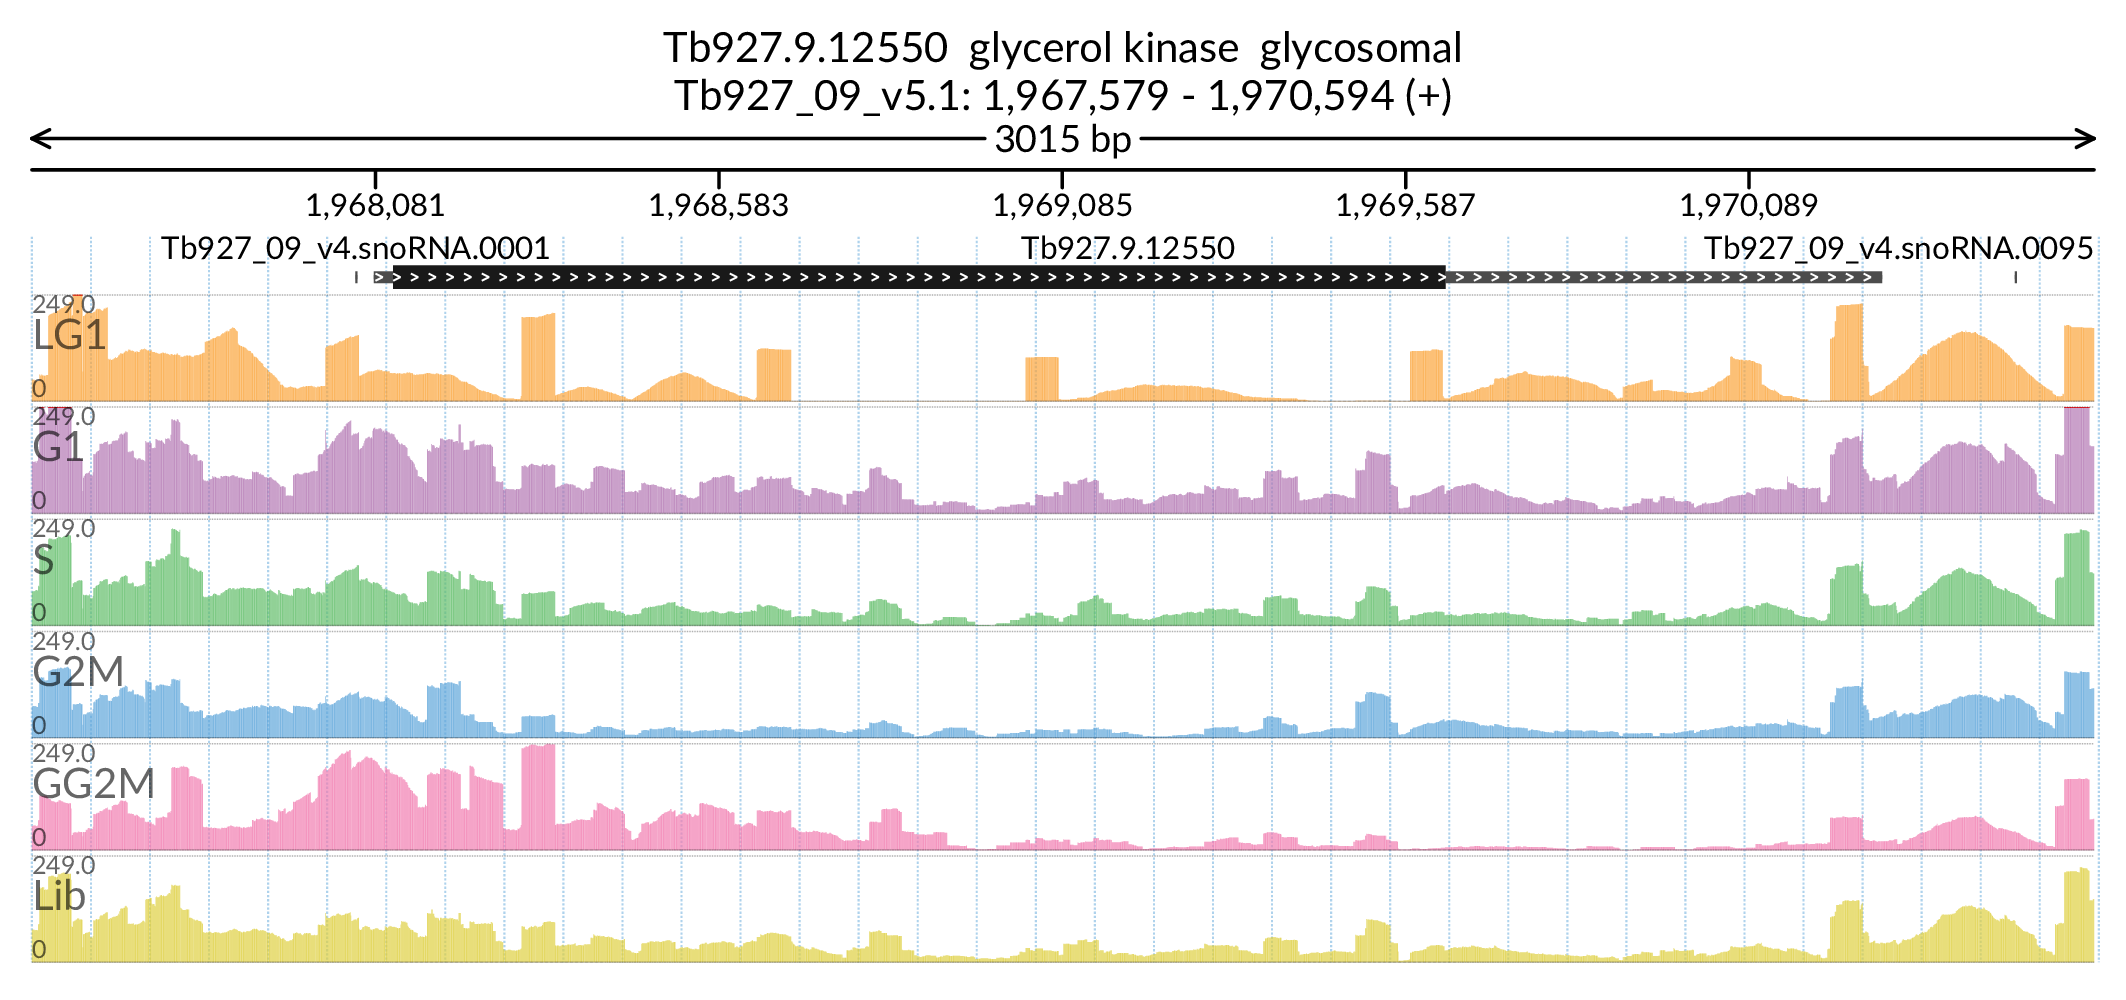 Tb927.9.12550 glycerol kinase glycosomal
Tb927_09_v5.1: 1,967,579 - 1,970,594 (+)
3015 bp
1,968,081 1,968,583 1,969,085 1,969,587 1,970,089
Tb927_09_v4.snoRNA.0001 Tb927.9.12550 Tb927_09_v4.snoRNA.0095
249.0
LG1
0
249.0
G1
0
249.0
S
0
249.0
G2M
0
249.0
GG2M
0
249.0
Lib
0